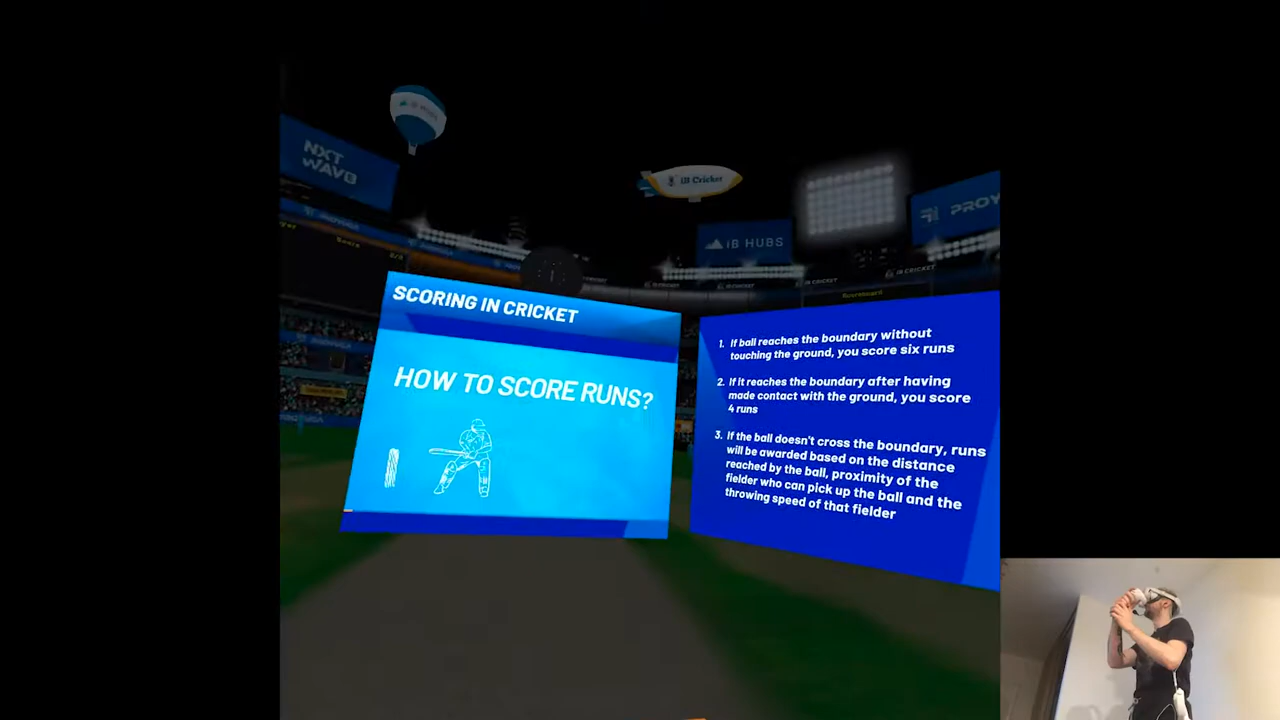 NXT
WAVE
iB Cricket
iB HUBS
PROY
iB CRICKET
Scoreboard
SCORING IN CRICKET
HOW TO SCORE RUNS?
1. If ball reaches the boundary without
touching the ground, you score six runs
2. If it reaches the boundary after having
made contact with the ground, you score
4 runs
3. If the ball doesn't cross the boundary, runs
will be awarded based on the distance
reached by the ball, proximity of the
fielder who can pick up the ball and the
throwing speed of that fielder